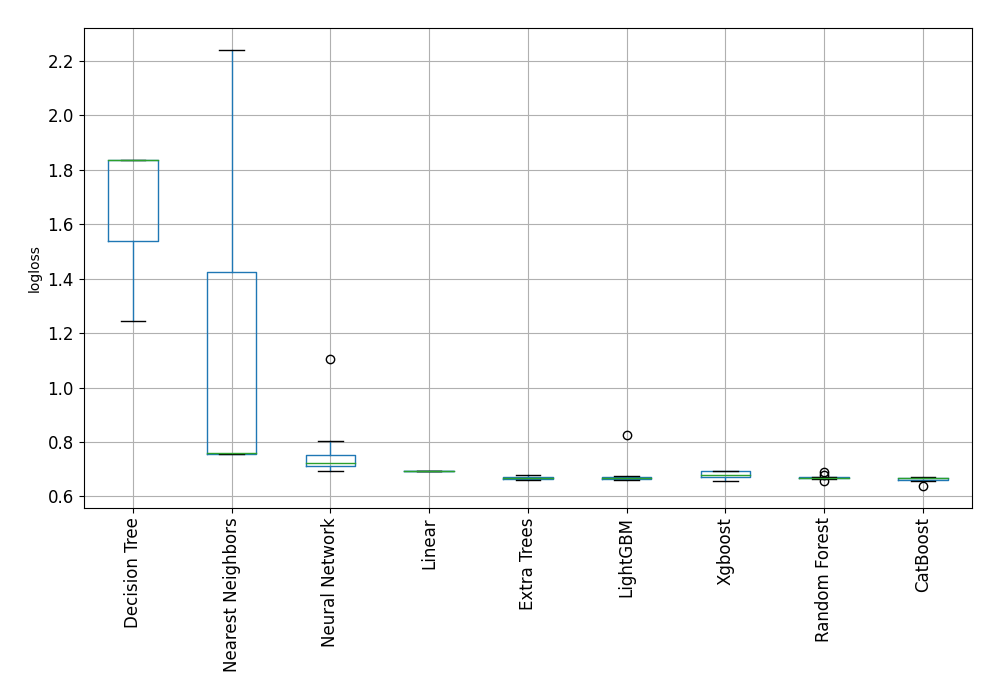 2.2
2.0
1.8
1.6
1.4
1.2
1.0
0.8
0.6
logloss
Decision Tree
Nearest Neighbors
Neural Network
Linear
Extra Trees
LightGBM
Xgboost
Random Forest
CatBoost